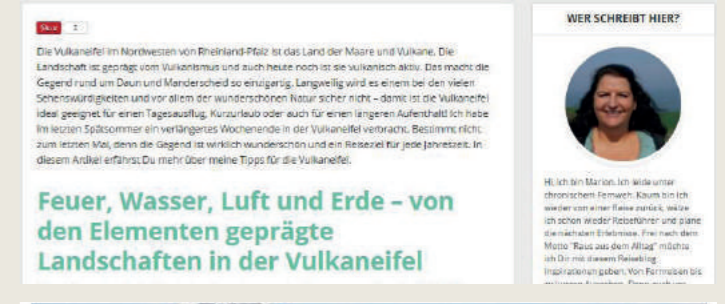 Die Vulkaneifel im Nordwesten von Rheinland-Pfalz ist das Land der Maare und Vulkane. Die
Landschaft ist geprägt vom Vulkanismus und auch heute noch ist sie vulkanisch aktiv. Das macht die
Gegend rund um Daun und Manderscheid so einzigartig. Langweilig wird es einem bei den vielen
Sehenswürdigkeiten und vor allem der wunderschönen Natur sicher nicht – damit ist die Vulkaneifel
ideal geeignet für einen Tagesausflug, Kurzurlaub oder auch für einen längeren Aufenthalt! Ich habe
im letzten Spätsommer ein verlängertes Wochenende in der Vulkaneifel verbracht. Bestimmt nicht
zum letzten Mal, denn die Gegend ist wirklich wunderschön und ein Reiseziel für jede Jahreszeit. In
diesem Artikel erfährst Du mehr über meine Tipps für die Vulkaneifel.
Feuer, Wasser, Luft und Erde – von
den Elementen geprägte
Landschaften in der Vulkaneifel
WER SCHREIBT HIER?
Hi, ich bin Marion. Ich leide unter
chronischem Fernweh. Kaum bin ich
wieder von einer Reise zurück, wälze
ich schon wieder Reiseführer und plane
die nächsten Erlebnisse. Frei nach dem
Motto "Raus aus dem Alltag" möchte
ich Dir mit diesem Reiseblog
Inspirationen geben. Von Fernreisen bis